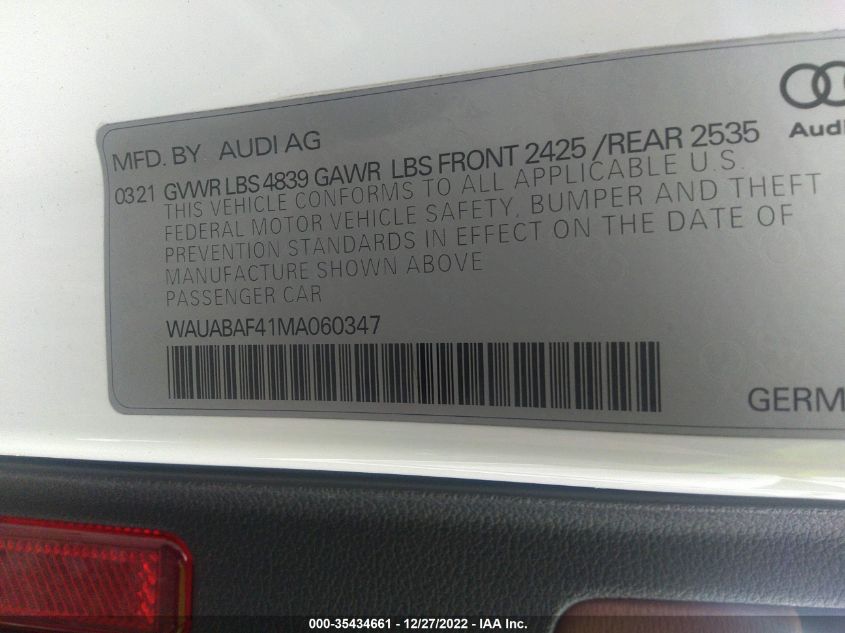 Audi
MFD. BY AUDI AG
03 21 GVWR LBS 4839 GAWR LBS FRONT 2425 / REAR 2535
THIS VEHICLE CONFORMS TO ALL APPLICABLE U.S.
FEDERAL MOTOR VEHICLE SAFETY, BUMPER AND THEFT
PREVENTION STANDARDS IN EFFECT ON THE DATE OF
MANUFACTURE SHOWN ABOVE
PASSENGER CAR
WAUABAF41MA060347
GERM
000-35434661 - 12/27/2022 - IAA Inc.